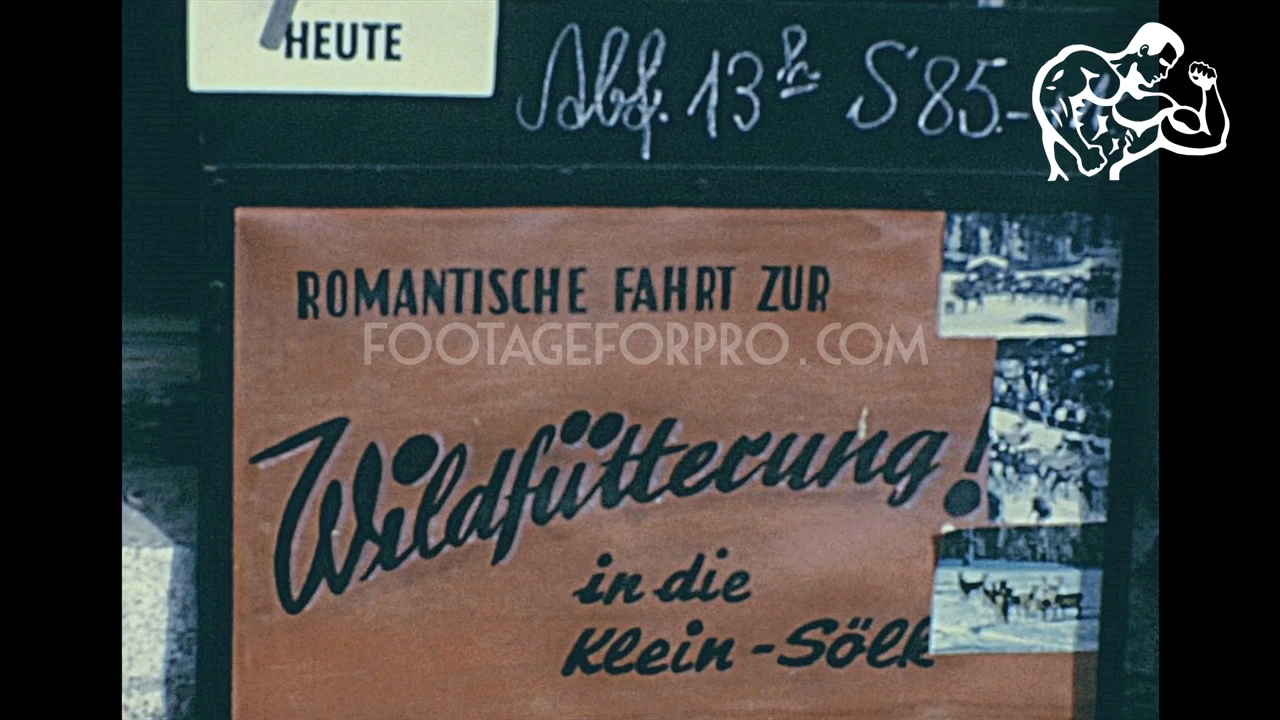 HEUTE
Abf. 13h S 85.-
ROMANTISCHE FAHRT ZUR
FOOTAGEFORPRO.COM
Wildfütterung!
in die
Klein-Sölk